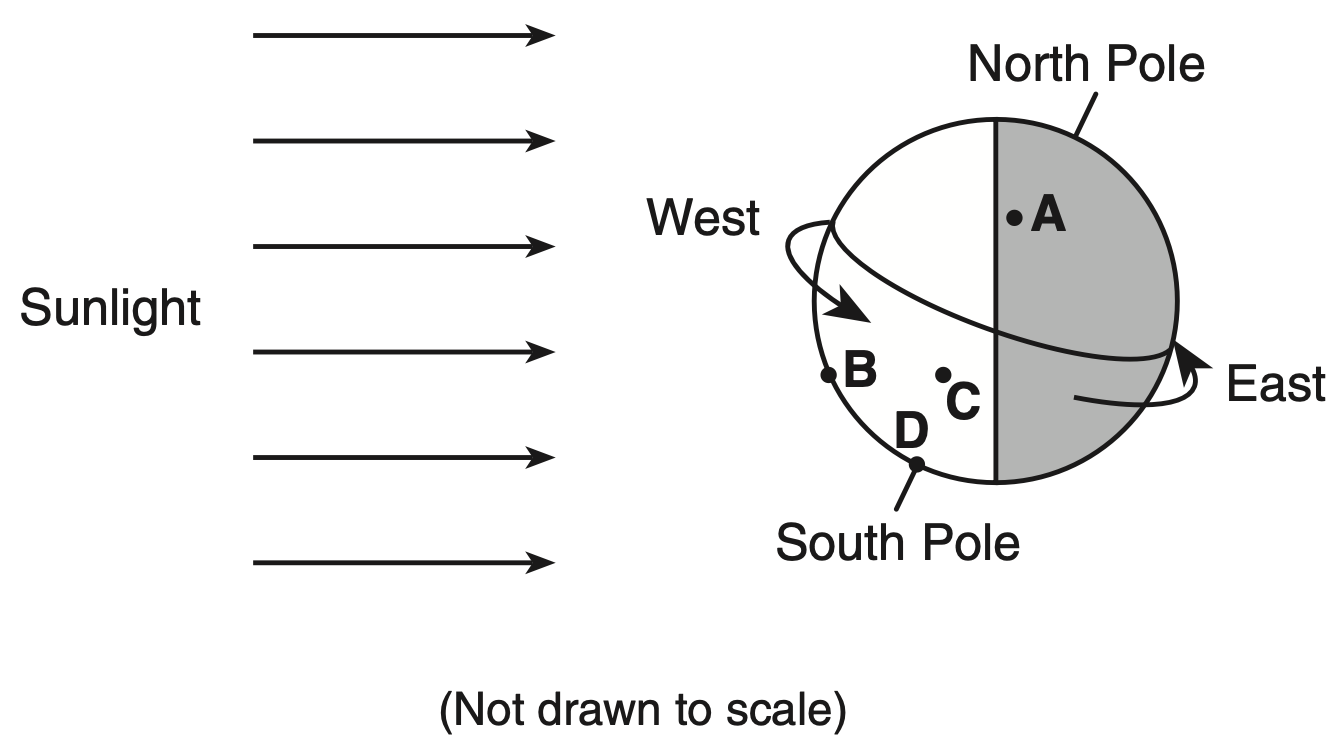 North Pole
A
West
Sunlight
B
C
East
D
South Pole
(Not drawn to scale)